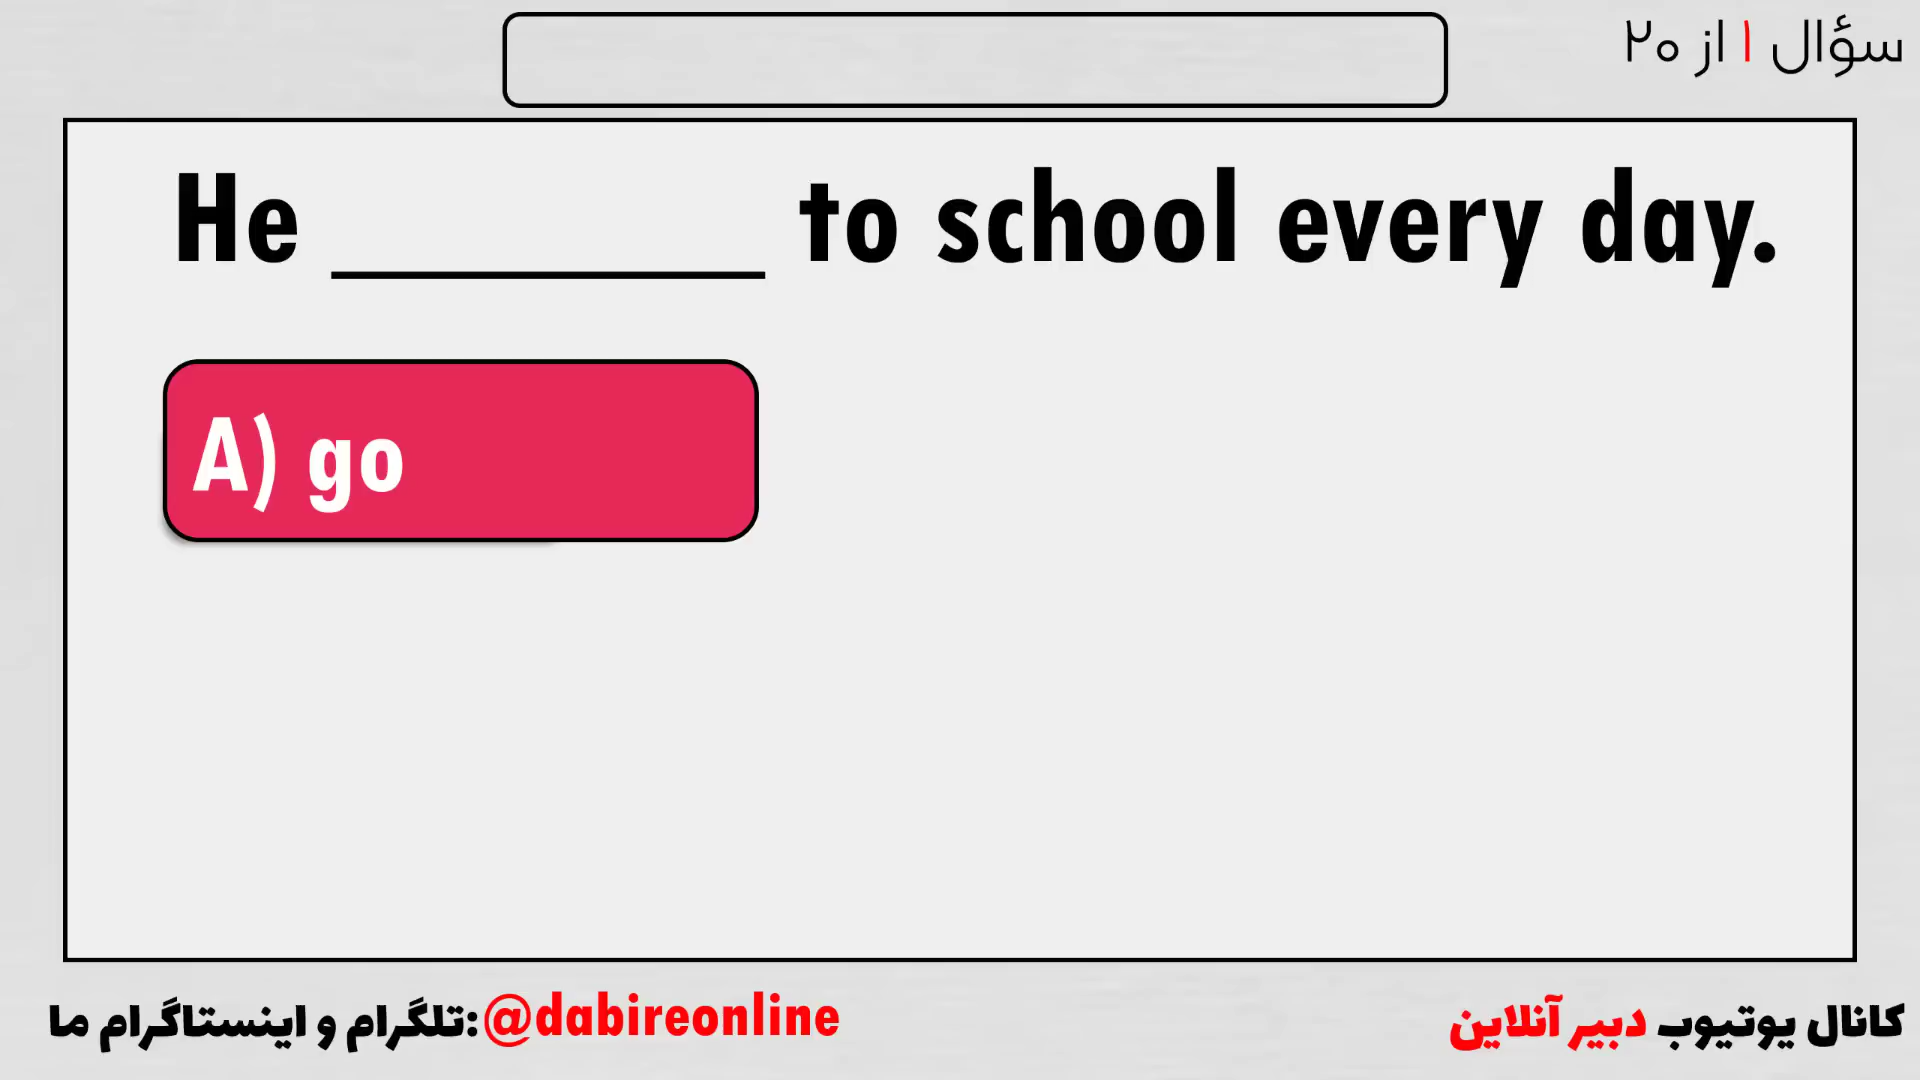 سؤال ۱ از ۲۰
He ________ to school every day.
A) go
تلگرام و اینستاگرام ما: @dabireonline
کانال یوتیوب دبیر آنلاین